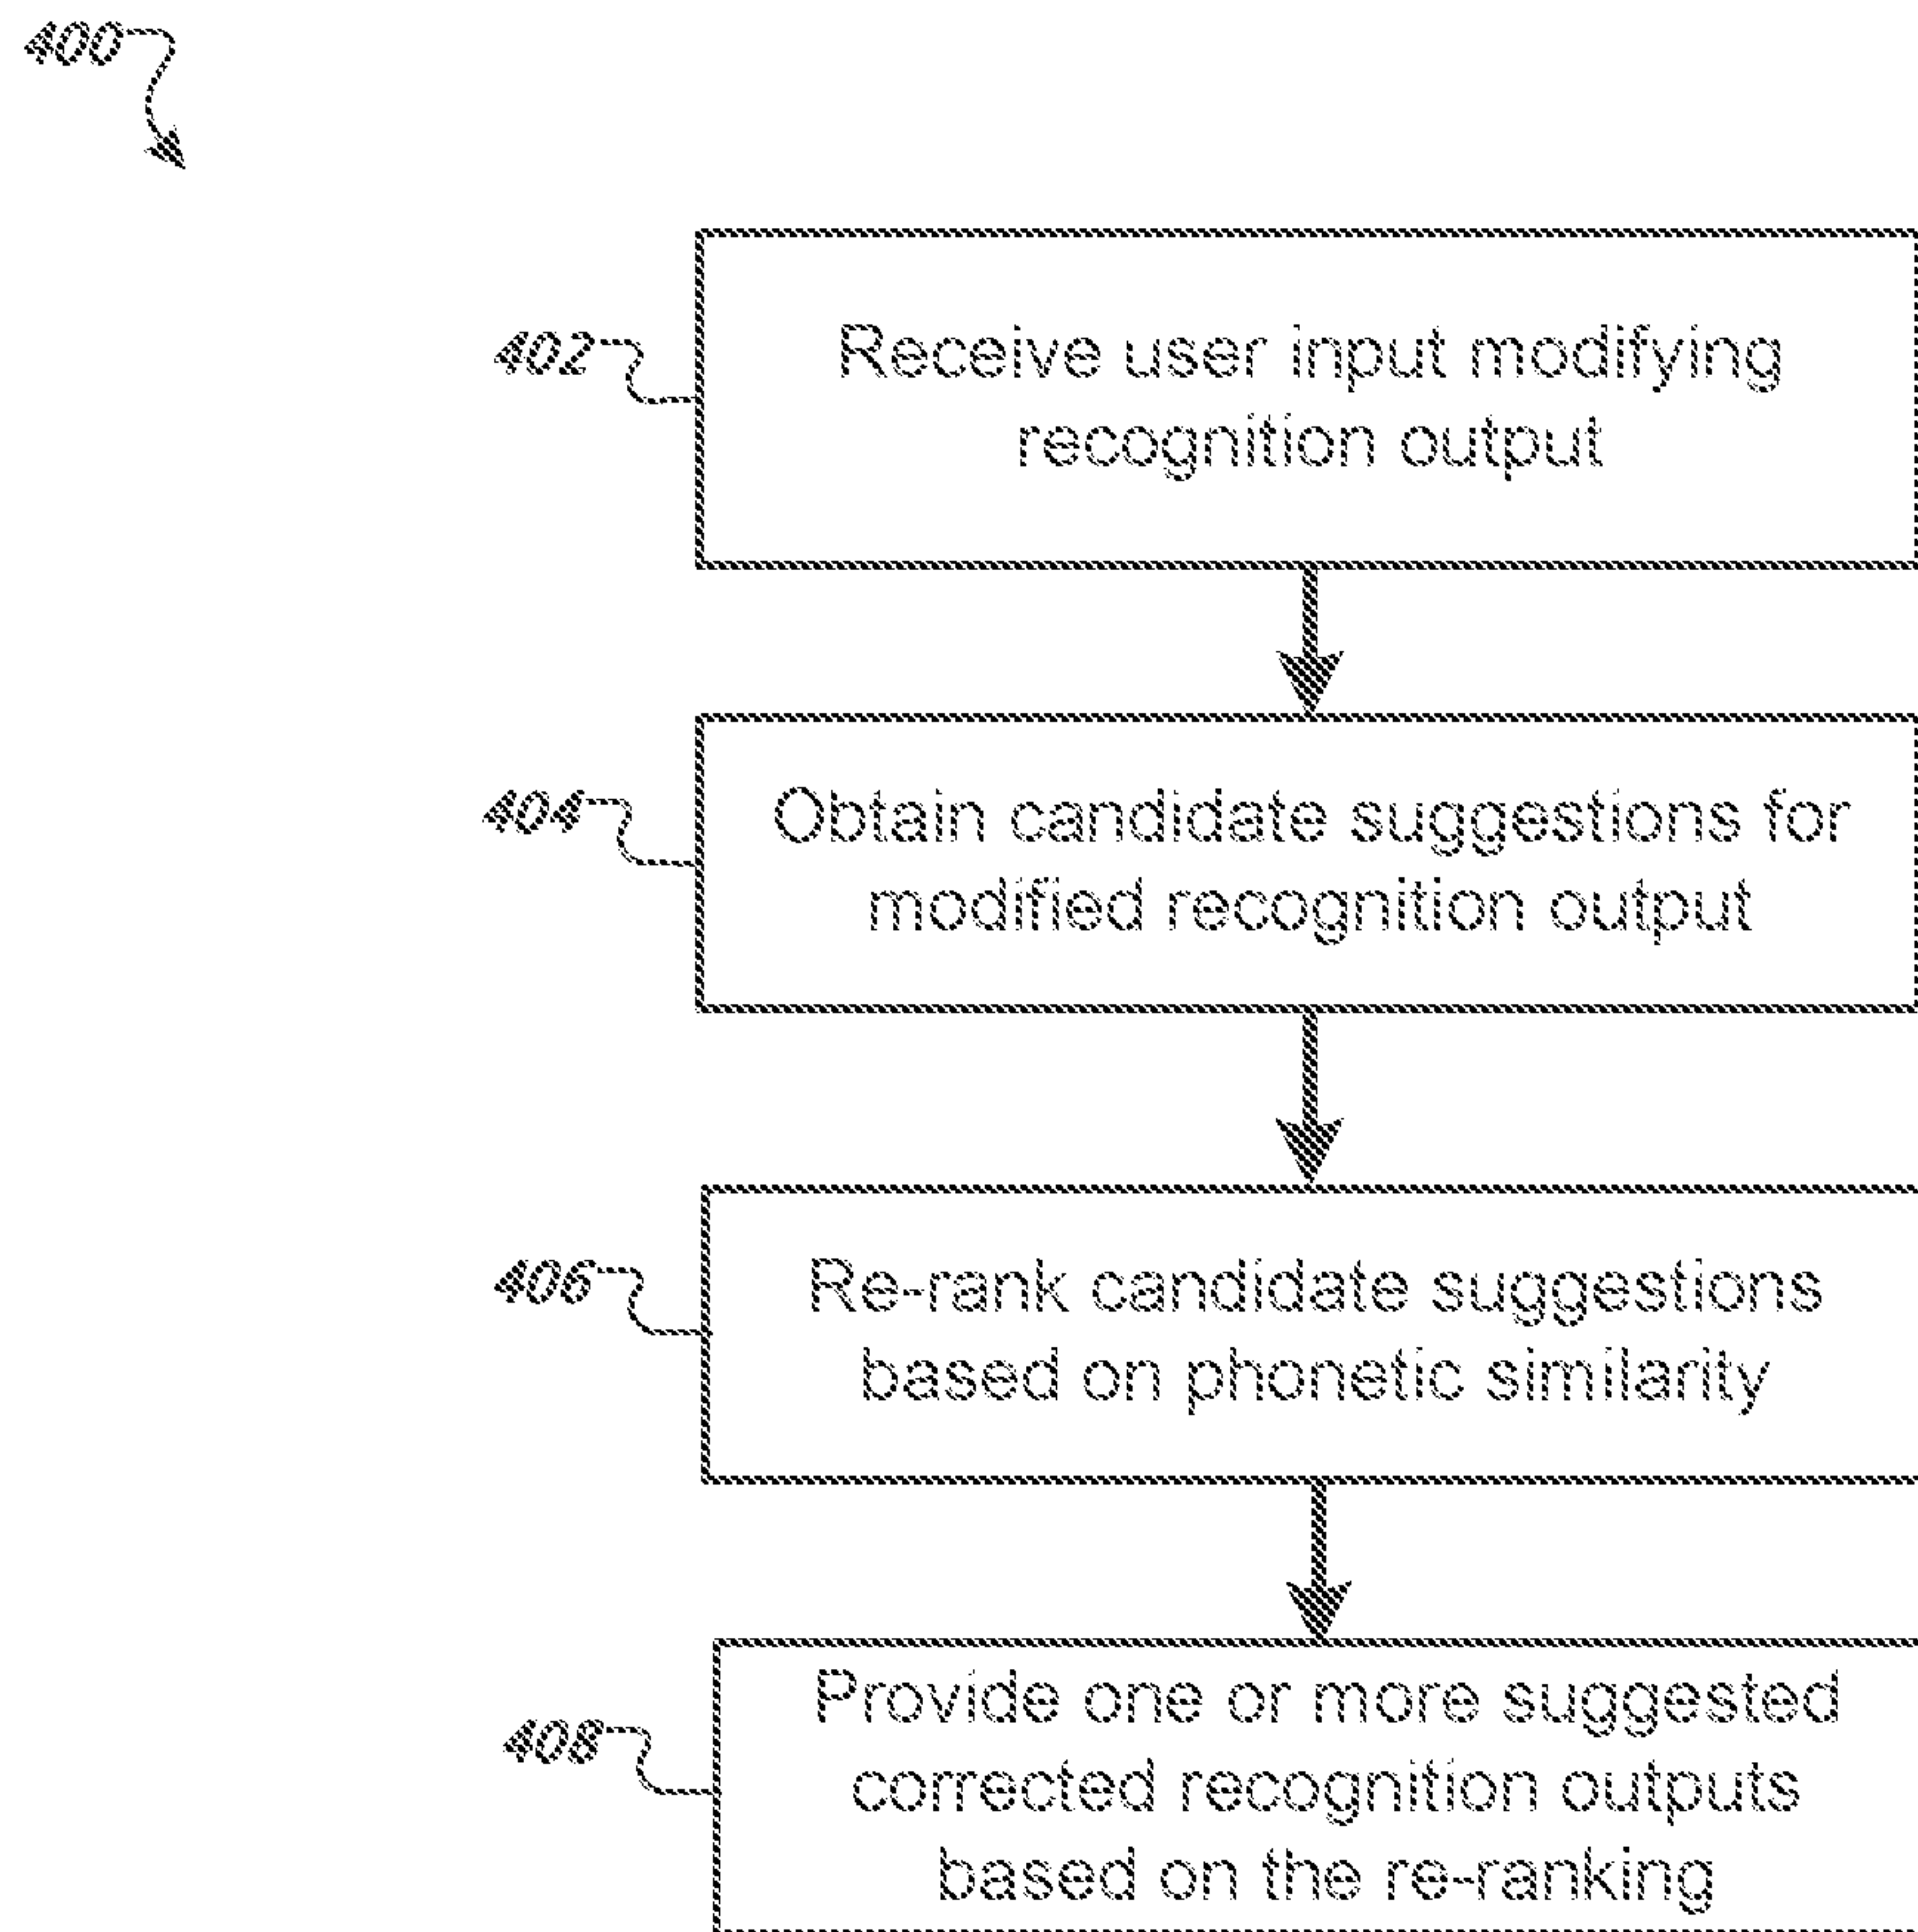 400
402
Receive user input modifying
recognition output
404
Obtain candidate suggestions for
modified recognition output
406
Re-rank candidate suggestions
based on phonetic similarity
408
Provide one or more suggested
corrected recognition outputs
based on the re-ranking